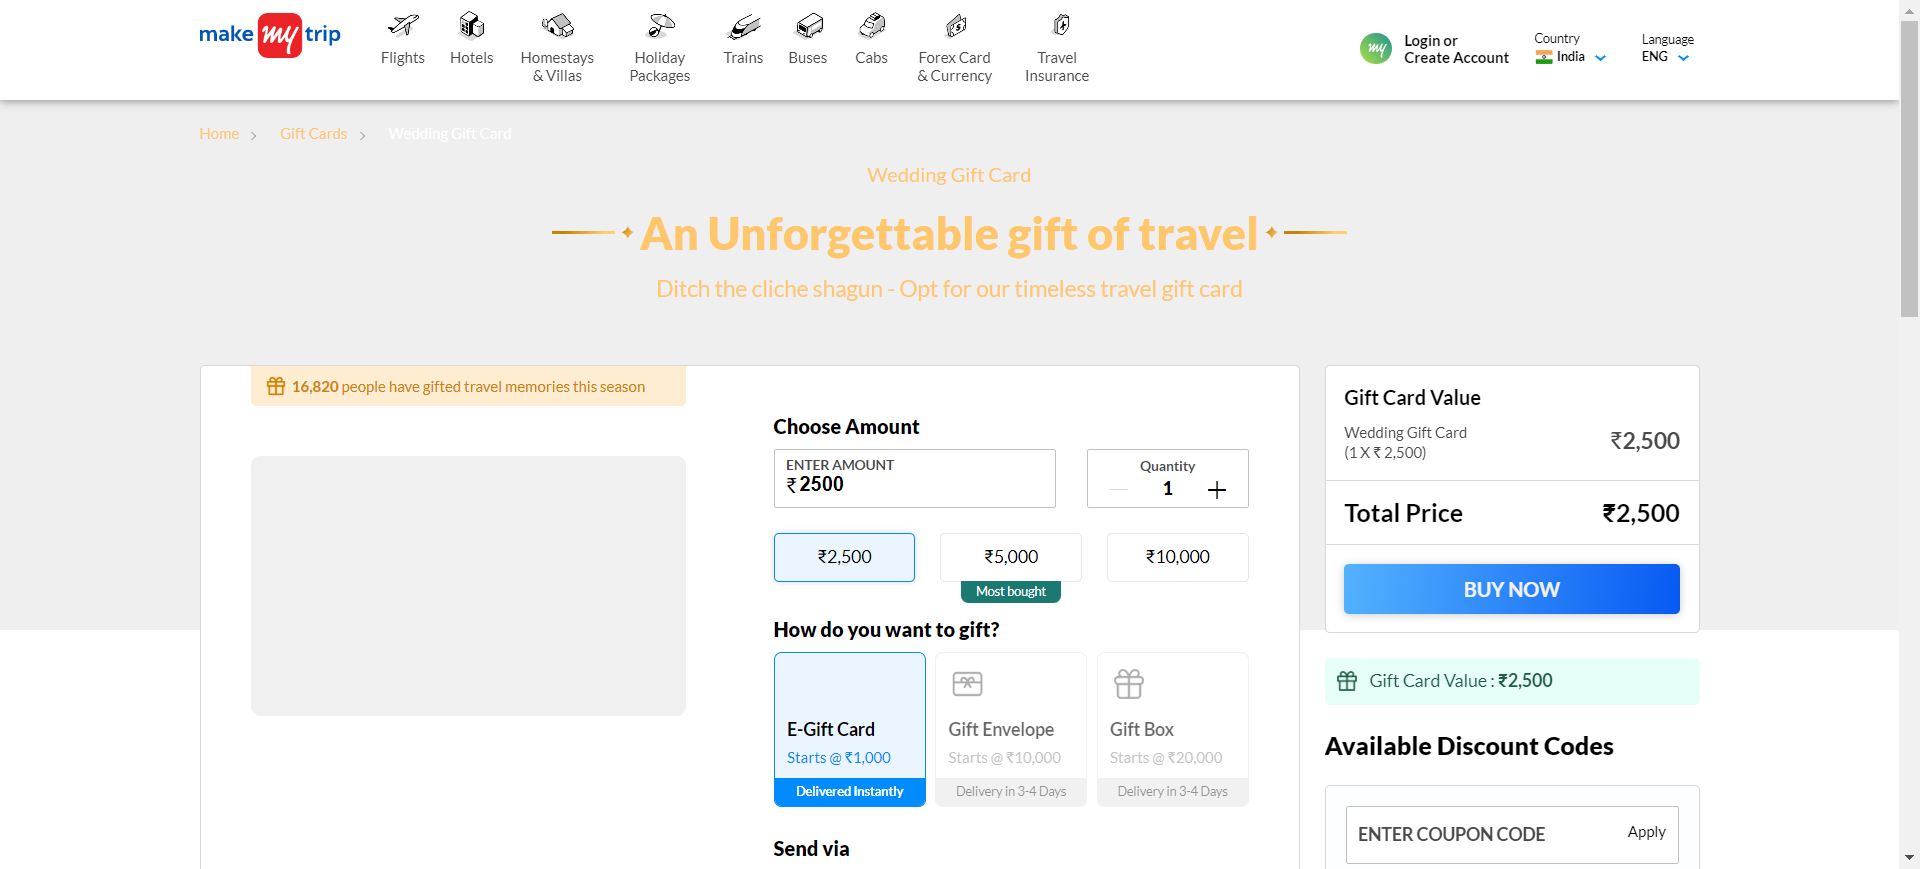 make my trip
Flights
Hotels
Homestays
& Villas
Holiday
Packages
Trains
Buses
Cabs
Forex Card
& Currency
Travel
Insurance
my
Login or
Create Account
Country
India
Language
ENG
Home
Gift Cards
Wedding Gift Card
Wedding Gift Card
An Unforgettable gift of travel
Ditch the cliche shagun - Opt for our timeless travel gift card
16,820 people have gifted travel memories this season
Choose Amount
ENTER AMOUNT
₹ 2500
Quantity
1
₹2,500
₹5,000
₹10,000
Most bought
How do you want to gift?
E-Gift Card
Starts @ ₹1,000
Delivered Instantly
Gift Envelope
Starts @ ₹10,000
Delivery in 3-4 Days
Gift Box
Starts @ ₹20,000
Delivery in 3-4 Days
Send via
Gift Card Value
Wedding Gift Card
(1 X ₹ 2,500)
₹2,500
Total Price
₹2,500
BUY NOW
Gift Card Value : ₹2,500
Available Discount Codes
ENTER COUPON CODE
Apply